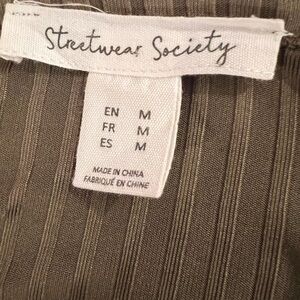 Streetwear Society
EN M
FR M
ES M
MADE IN CHINA
FABRIQUÉ EN CHINE